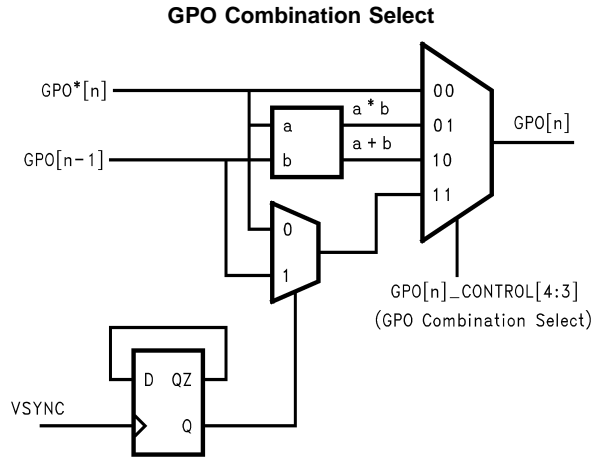 GPO Combination Select
GPO*[n]
00
a * b
a
01
GPO[n]
a + b
GPO[n-1]
b
10
11
0
1
GPO[n]_CONTROL[4:3]
(GPO Combination Select)
D QZ
VSYNC
Q